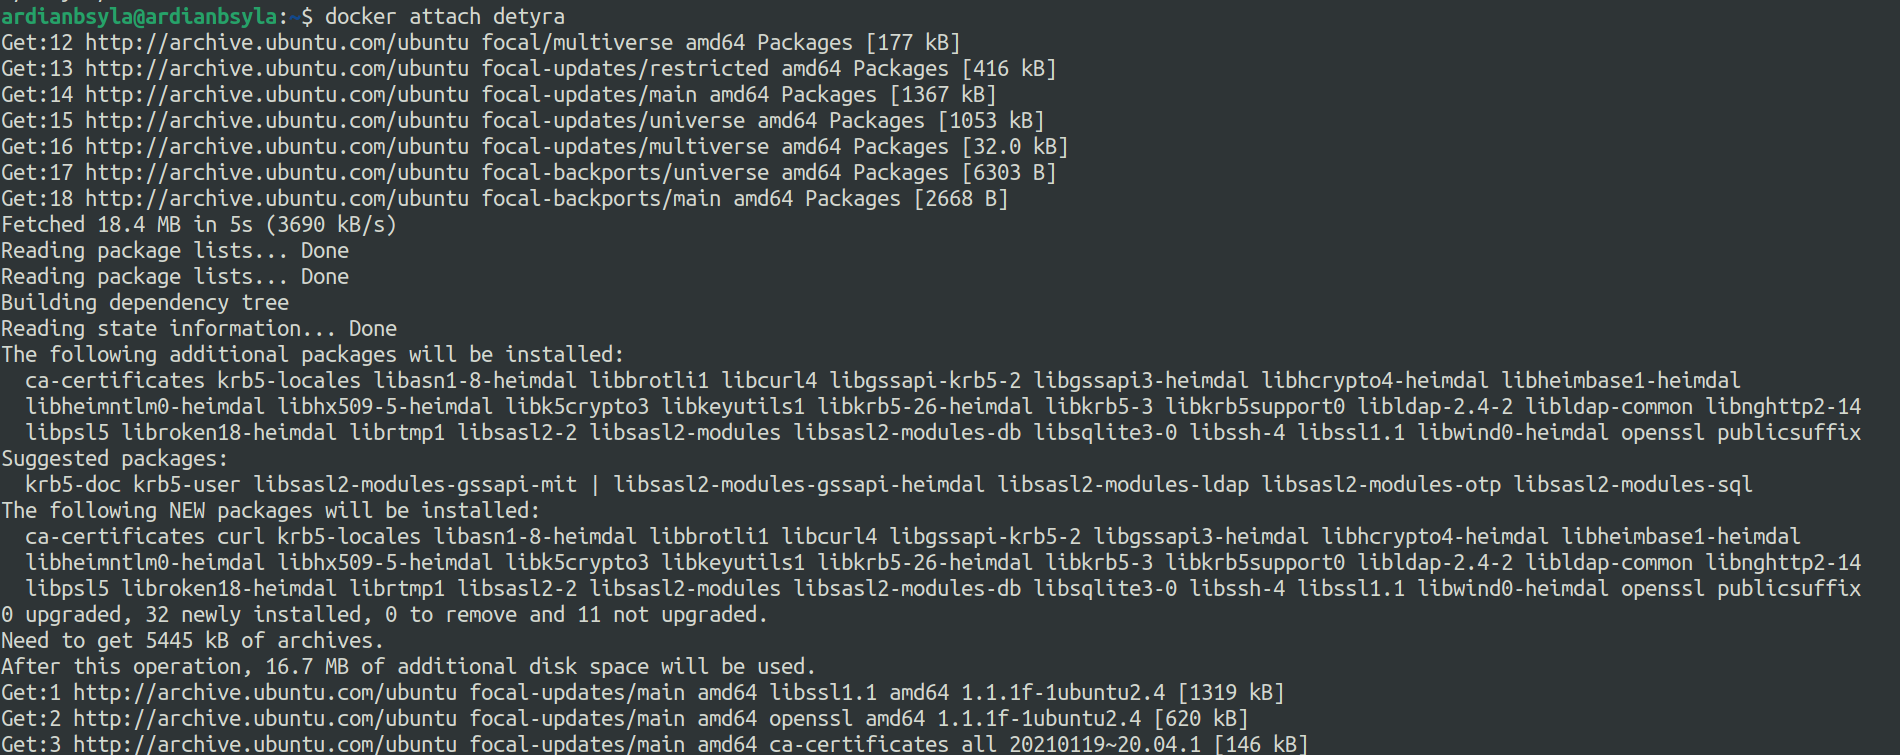 ardianbsyla@ardianbsyla:~$ docker attach detyra
Get:12 http://archive.ubuntu.com/ubuntu focal/multiverse amd64 Packages [177 kB]
Get:13 http://archive.ubuntu.com/ubuntu focal-updates/restricted amd64 Packages [416 kB]
Get:14 http://archive.ubuntu.com/ubuntu focal-updates/main amd64 Packages [1367 kB]
Get:15 http://archive.ubuntu.com/ubuntu focal-updates/universe amd64 Packages [1053 kB]
Get:16 http://archive.ubuntu.com/ubuntu focal-updates/multiverse amd64 Packages [32.0 kB]
Get:17 http://archive.ubuntu.com/ubuntu focal-backports/universe amd64 Packages [6303 B]
Get:18 http://archive.ubuntu.com/ubuntu focal-backports/main amd64 Packages [2668 B]
Fetched 18.4 MB in 5s (3690 kB/s)
Reading package lists... Done
Reading package lists... Done
Building dependency tree
Reading state information... Done
The following additional packages will be installed:
  ca-certificates krb5-locales libasn1-8-heimdal libbrotli1 libcurl4 libgssapi-krb5-2 libgssapi3-heimdal libhcrypto4-heimdal libheimbase1-heimdal
  libheimntlm0-heimdal libhx509-5-heimdal libk5crypto3 libkeyutils1 libkrb5-26-heimdal libkrb5-3 libkrb5support0 libldap-2.4-2 libldap-common libnghttp2-14
  libpsl5 libroken18-heimdal librtmp1 libsasl2-2 libsasl2-modules libsasl2-modules-db libsqlite3-0 libssh-4 libssl1.1 libwind0-heimdal openssl publicsuffix
Suggested packages:
  krb5-doc krb5-user libsasl2-modules-gssapi-mit | libsasl2-modules-gssapi-heimdal libsasl2-modules-ldap libsasl2-modules-otp libsasl2-modules-sql
The following NEW packages will be installed:
  ca-certificates curl krb5-locales libasn1-8-heimdal libbrotli1 libcurl4 libgssapi-krb5-2 libgssapi3-heimdal libhcrypto4-heimdal libheimbase1-heimdal
  libheimntlm0-heimdal libhx509-5-heimdal libk5crypto3 libkeyutils1 libkrb5-26-heimdal libkrb5-3 libkrb5support0 libldap-2.4-2 libldap-common libnghttp2-14
  libpsl5 libroken18-heimdal librtmp1 libsasl2-2 libsasl2-modules libsasl2-modules-db libsqlite3-0 libssh-4 libssl1.1 libwind0-heimdal openssl publicsuffix
0 upgraded, 32 newly installed, 0 to remove and 11 not upgraded.
Need to get 5445 kB of archives.
After this operation, 16.7 MB of additional disk space will be used.
Get:1 http://archive.ubuntu.com/ubuntu focal-updates/main amd64 libssl1.1 amd64 1.1.1f-1ubuntu2.4 [1319 kB]
Get:2 http://archive.ubuntu.com/ubuntu focal-updates/main amd64 openssl amd64 1.1.1f-1ubuntu2.4 [620 kB]
Get:3 http://archive.ubuntu.com/ubuntu focal-updates/main amd64 ca-certificates all 20210119~20.04.1 [146 kB]